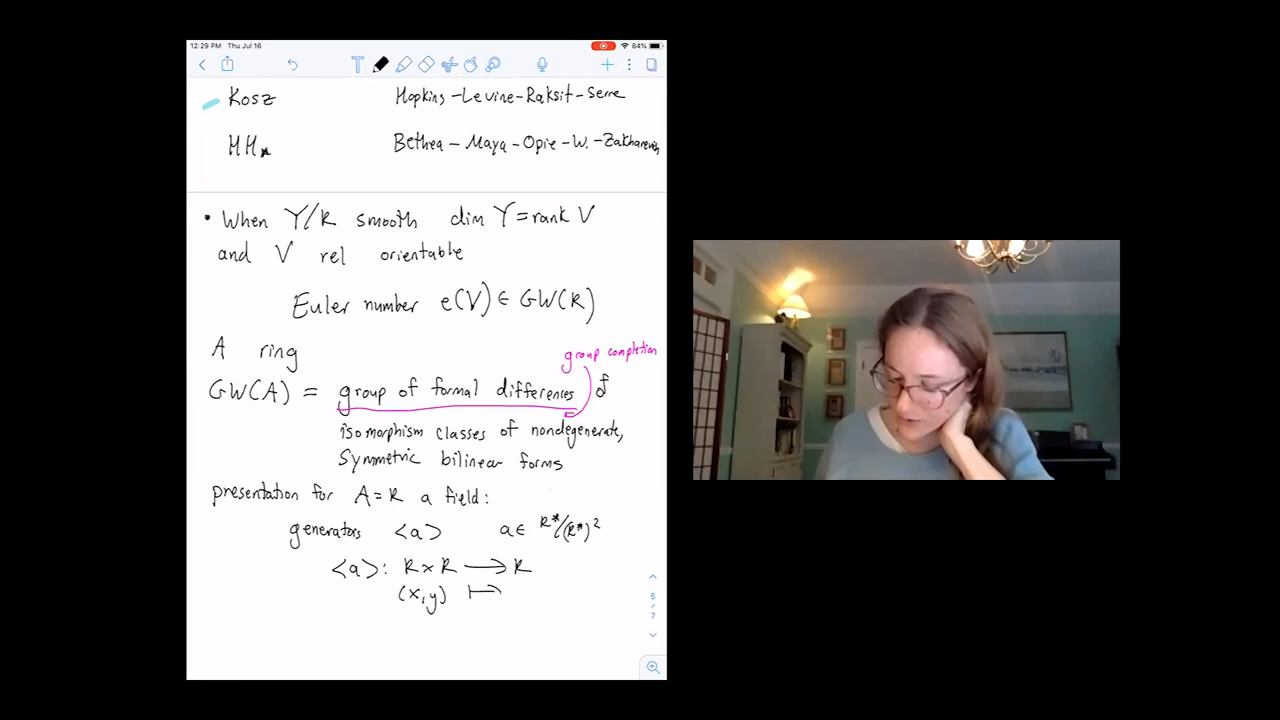 12:29 PM Thu Jul 16
84%
Kosz Hopkins - Levine - Raksit - Serre
HH* Bethea - Maya - Opie - W. - Zakharevich
• When Y/k smooth dim Y = rank V
and V rel orientable
Euler number e(V) ∈ GW(k)
A ring
group completion
GW(A) = group of formal differences of
isomorphism classes of nondegenerate,
symmetric bilinear forms
presentation for A = k a field:
generators <a> a ∈ k*/(k*)²
<a>: k × k ⟶ k
(x,y) ⟼
5
/
7